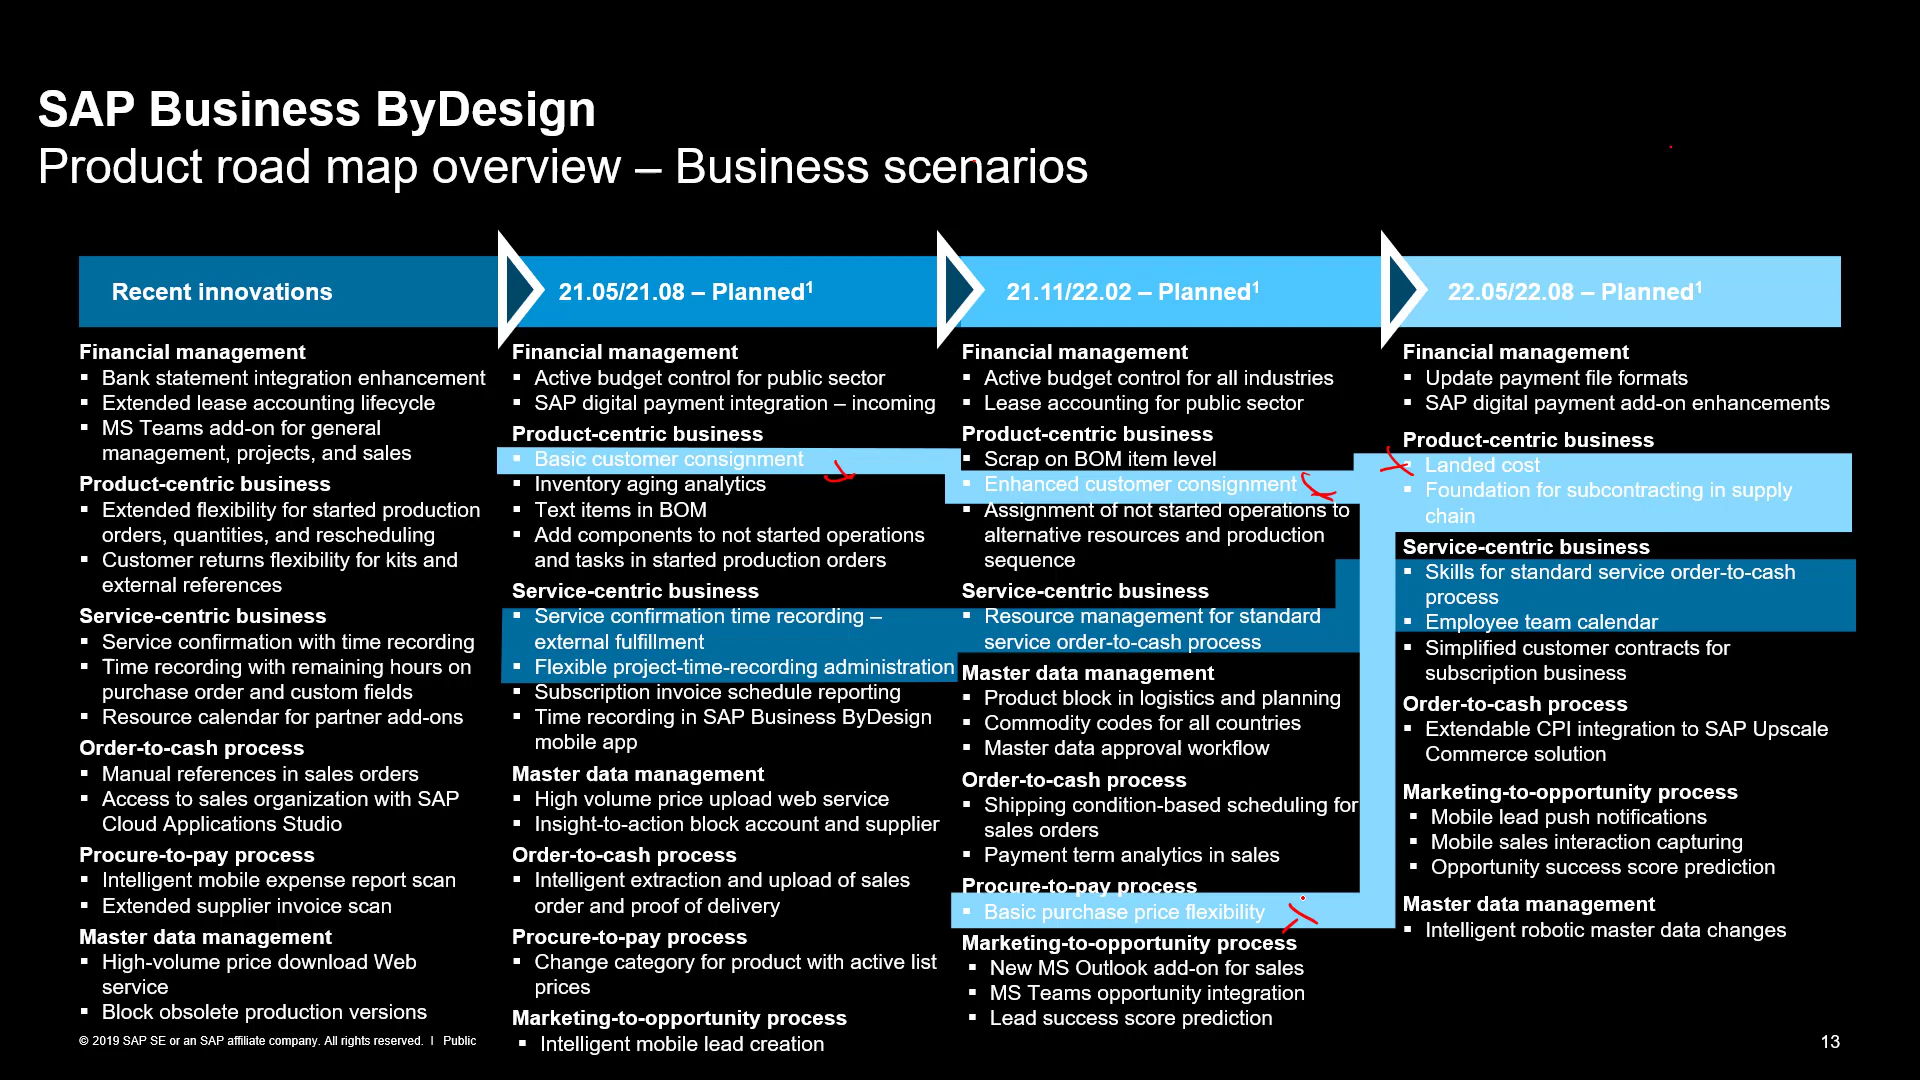 SAP Business ByDesign
Product road map overview – Business scenarios
Recent innovations
Financial management
▪ Bank statement integration enhancement
▪ Extended lease accounting lifecycle
▪ MS Teams add-on for general
management, projects, and sales
Product-centric business
▪ Extended flexibility for started production
orders, quantities, and rescheduling
▪ Customer returns flexibility for kits and
external references
Service-centric business
▪ Service confirmation with time recording
▪ Time recording with remaining hours on
purchase order and custom fields
▪ Resource calendar for partner add-ons
Order-to-cash process
▪ Manual references in sales orders
▪ Access to sales organization with SAP
Cloud Applications Studio
Procure-to-pay process
▪ Intelligent mobile expense report scan
▪ Extended supplier invoice scan
Master data management
▪ High-volume price download Web
service
▪ Block obsolete production versions
21.05/21.08 – Planned¹
Financial management
▪ Active budget control for public sector
▪ SAP digital payment integration – incoming
Product-centric business
▪ Basic customer consignment
▪ Inventory aging analytics
▪ Text items in BOM
▪ Add components to not started operations
and tasks in started production orders
Service-centric business
▪ Service confirmation time recording –
external fulfillment
▪ Flexible project-time-recording administration
▪ Subscription invoice schedule reporting
▪ Time recording in SAP Business ByDesign
mobile app
Master data management
▪ High volume price upload web service
▪ Insight-to-action block account and supplier
Order-to-cash process
▪ Intelligent extraction and upload of sales
order and proof of delivery
Procure-to-pay process
▪ Change category for product with active list
prices
Marketing-to-opportunity process
▪ Intelligent mobile lead creation
21.11/22.02 – Planned¹
Financial management
▪ Active budget control for all industries
▪ Lease accounting for public sector
Product-centric business
▪ Scrap on BOM item level
▪ Enhanced customer consignment
▪ Assignment of not started operations to
alternative resources and production
sequence
Service-centric business
▪ Resource management for standard
service order-to-cash process
Master data management
▪ Product block in logistics and planning
▪ Commodity codes for all countries
▪ Master data approval workflow
Order-to-cash process
▪ Shipping condition-based scheduling for
sales orders
▪ Payment term analytics in sales
Procure-to-pay process
▪ Basic purchase price flexibility
Marketing-to-opportunity process
▪ New MS Outlook add-on for sales
▪ MS Teams opportunity integration
▪ Lead success score prediction
22.05/22.08 – Planned¹
Financial management
▪ Update payment file formats
▪ SAP digital payment add-on enhancements
Product-centric business
▪ Landed cost
▪ Foundation for subcontracting in supply
chain
Service-centric business
▪ Skills for standard service order-to-cash
process
▪ Employee team calendar
▪ Simplified customer contracts for
subscription business
Order-to-cash process
▪ Extendable CPI integration to SAP Upscale
Commerce solution
Marketing-to-opportunity process
▪ Mobile lead push notifications
▪ Mobile sales interaction capturing
▪ Opportunity success score prediction
Master data management
▪ Intelligent robotic master data changes
© 2019 SAP SE or an SAP affiliate company. All rights reserved. I Public
13